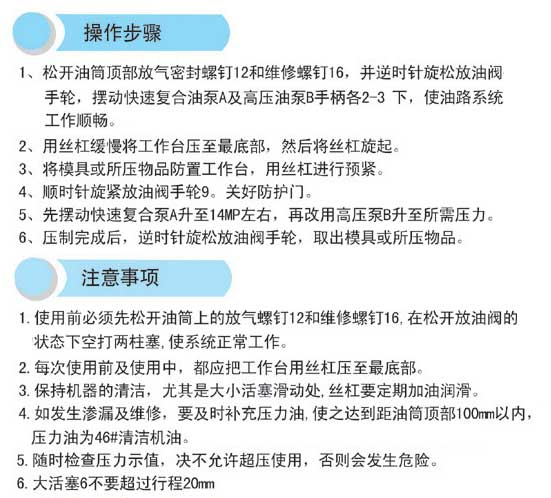 操作步骤
1、松开油筒顶部放气密封螺钉12和维修螺钉16，并逆时针旋松放油阀
手轮，摆动快速复合油泵A及高压油泵B手柄各2-3 下，使油路系统
工作顺畅。
2、用丝杠缓慢将工作台压至最底部，然后将丝杠旋起。
3、将模具或所压物品防置工作台，用丝杠进行预紧。
4、顺时针旋紧放油阀手轮9。关好防护门。
5、先摆动快速复合泵A升至14MP左右，再改用高压泵B升至所需压力。
6、压制完成后，逆时针旋松放油阀手轮，取出模具或所压物品。
注意事项
1.使用前必须先松开油筒上的放气螺钉12和维修螺钉16,在松开放油阀的
状态下空打两柱塞,使系统正常工作。
2.每次使用前及使用中，都应把工作台用丝杠压至最底部。
3.保持机器的清洁，尤其是大小活塞滑动处,丝杠要定期加油润滑。
4.如发生渗漏及维修，要及时补充压力油,使之达到距油筒顶部100mm以内，
压力油为46#清洁机油。
5.随时检查压力示值，决不允许超压使用，否则会发生危险。
6.大活塞6不要超过行程20mm